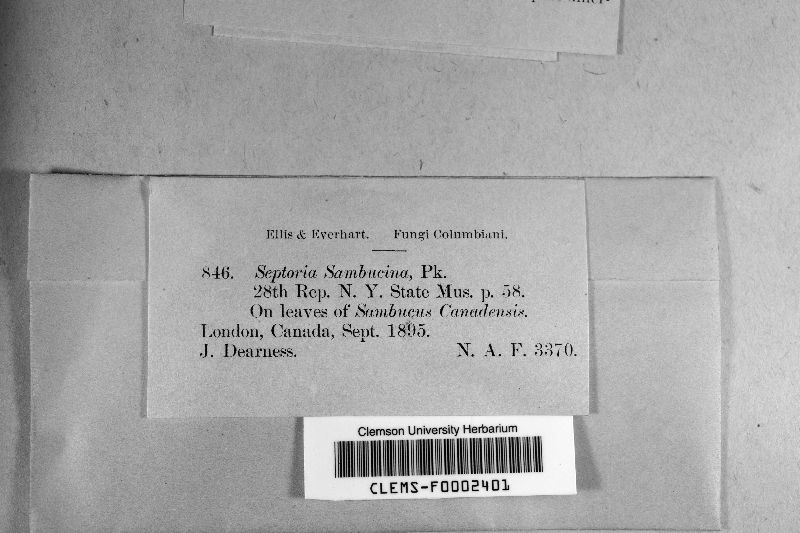 Ellis & Everhart. Fungi Columbiani.
846. Septoria Sambucina, Pk.
28th Rep. N. Y. State Mus. p. 58.
On leaves of Sambucus Canadensis.
London, Canada, Sept. 1895.
J. Dearness. N. A. F. 3370.
Clemson University Herbarium
CLEMS-F0002401